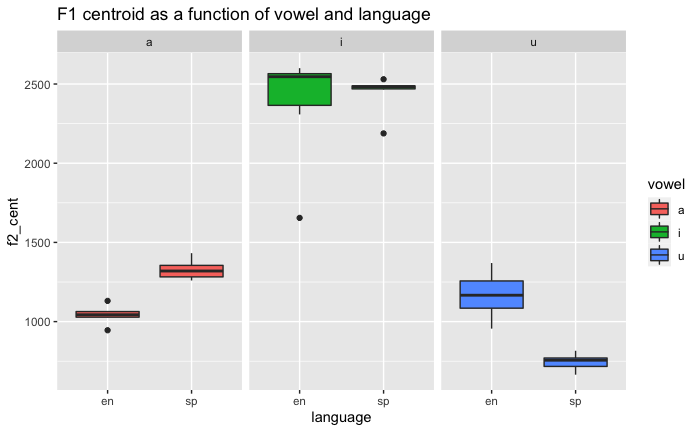 F1 centroid as a function of vowel and language
a
i
u
f2_cent
2500
2000
1500
1000
en
sp
en
sp
en
sp
language
vowel
a
i
u